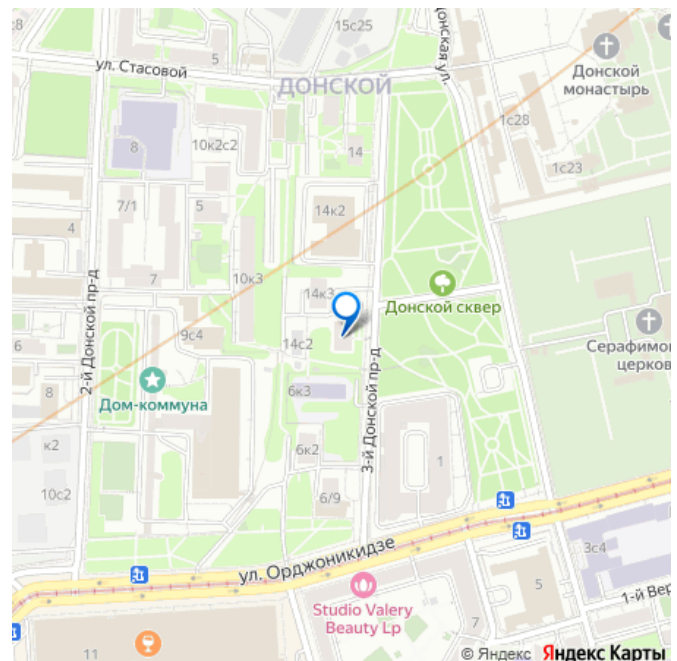 15с25
ул. Стасовой
5
ДОНСКОЙ
Донская ул.
Донской
монастырь
8
10к2с2
14
1с28
1с23
7/1
5
14к2
4
7
10к3
14к3
Донской сквер
2-й Донской пр-д
9с4
14с2
Серафимо
церков
6
Дом-коммуна
6к3
8
3-й Донской пр-д
к2
6к2
1
10с2
6/9
ул. Орджоникидзе
3с4
Studio Valery
Beauty Lp
5
1-й Вер
7
11
© Яндекс Яндекс Карты